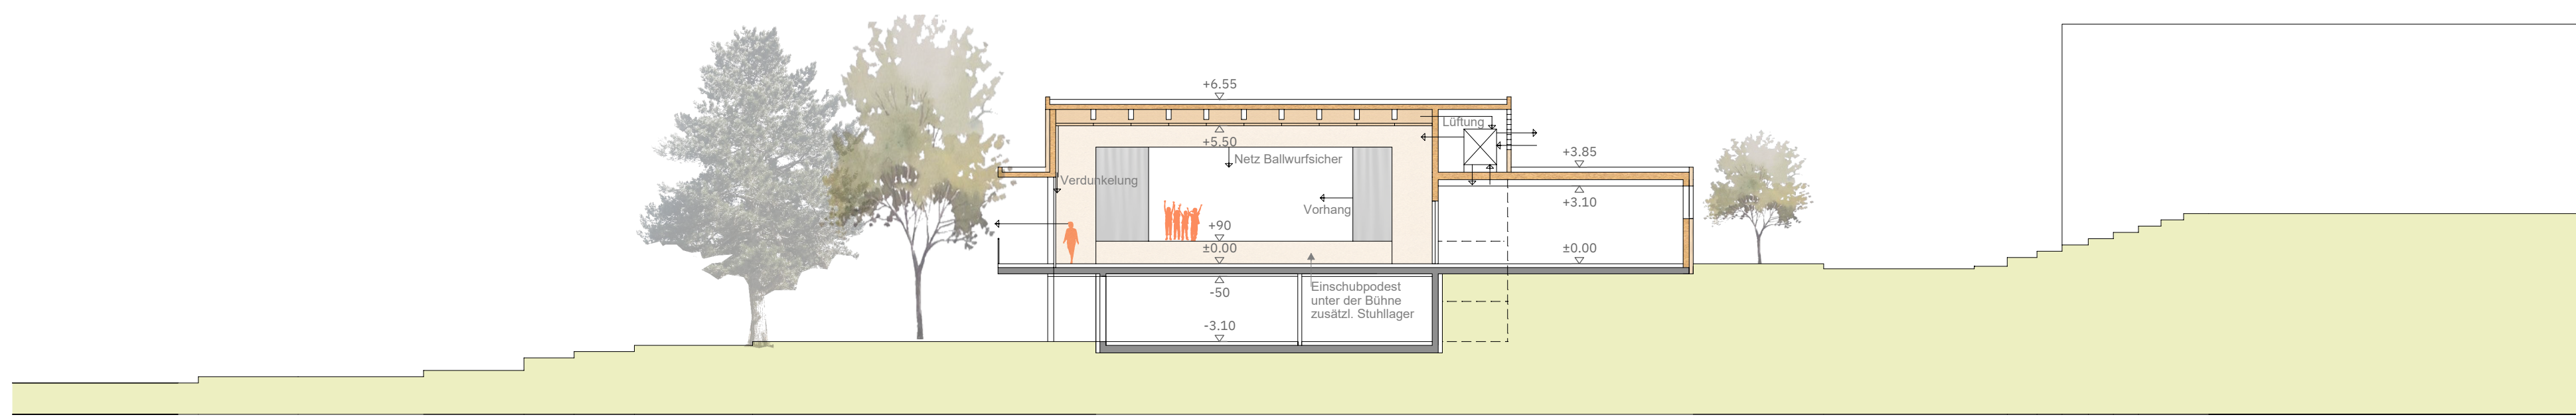 +6.55
Lüftung
+5.50
Netz Ballwurfsicher
+3.85
Verdunkelung
+3.10
Vorhang
+90
±0.00
±0.00
-50
Einschubpodest
unter der Bühne
zusätzl. Stuhllager
-3.10